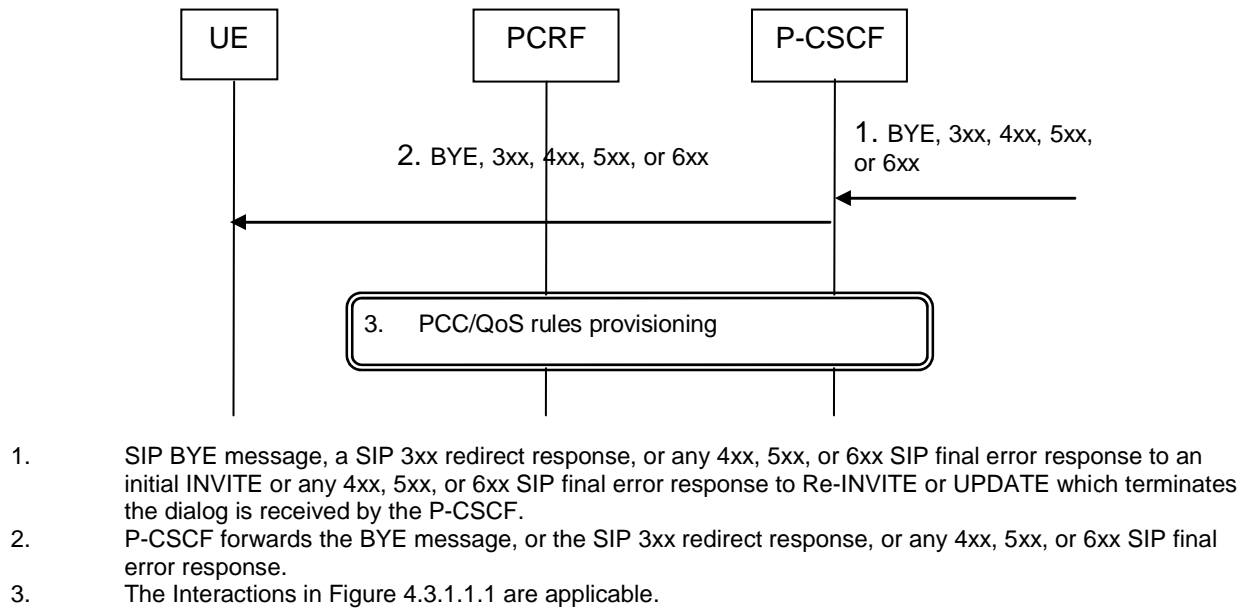 UE
PCRF
P-CSCF
1. BYE, 3xx, 4xx, 5xx,
or 6xx
2. BYE, 3xx, 4xx, 5xx, or 6xx
3. PCC/QoS rules provisioning
1. SIP BYE message, a SIP 3xx redirect response, or any 4xx, 5xx, or 6xx SIP final error response to an
initial INVITE or any 4xx, 5xx, or 6xx SIP final error response to Re-INVITE or UPDATE which terminates
the dialog is received by the P-CSCF.
2. P-CSCF forwards the BYE message, or the SIP 3xx redirect response, or any 4xx, 5xx, or 6xx SIP final
error response.
3. The Interactions in Figure 4.3.1.1.1 are applicable.